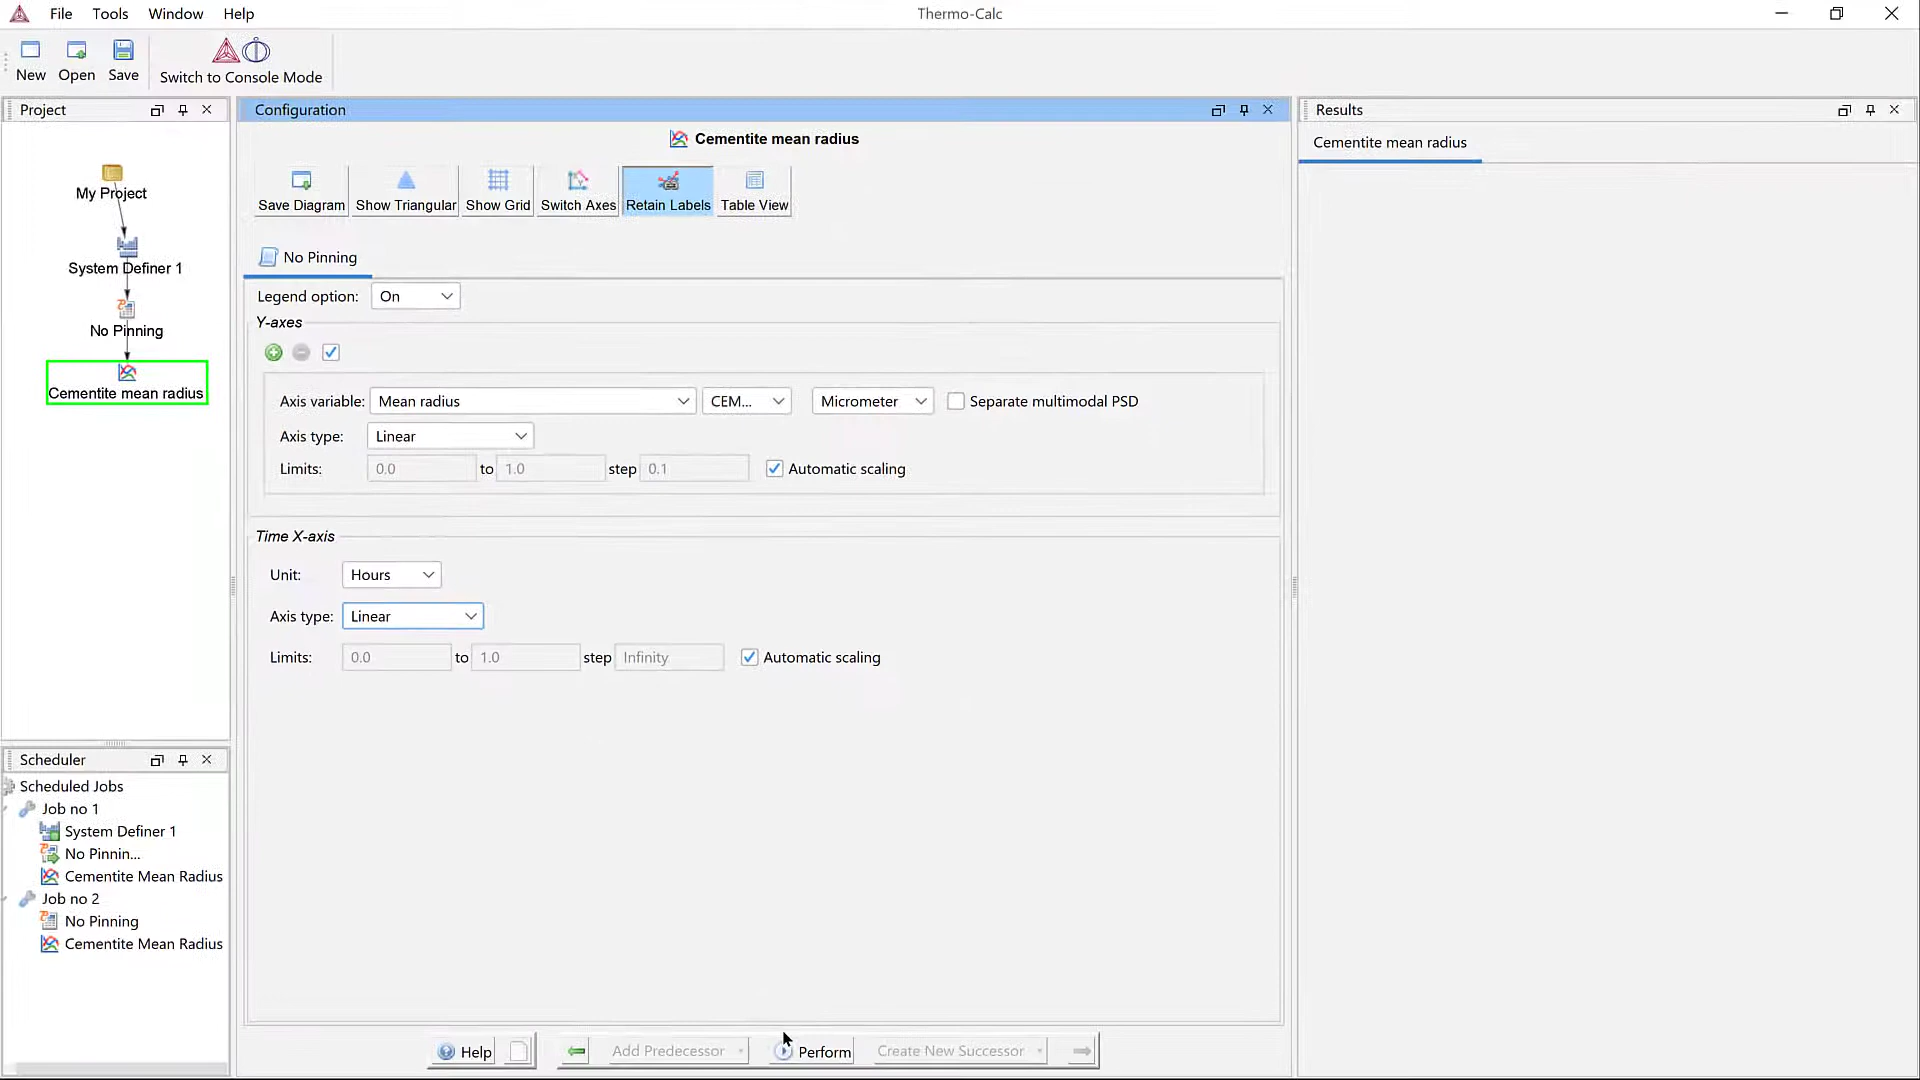 File Tools Window Help
Thermo-Calc
New Open Save Switch to Console Mode
Project
My Project
System Definer 1
No Pinning
Cementite mean radius
Configuration
Cementite mean radius
Save Diagram Show Triangular Show Grid Switch Axes Retain Labels Table View
No Pinning
Legend option: On
Y-axes
Axis variable: Mean radius CEM... Micrometer Separate multimodal PSD
Axis type: Linear
Limits: 0.0 to 1.0 step 0.1 Automatic scaling
Time X-axis
Unit: Hours
Axis type: Linear
Limits: 0.0 to 1.0 step Infinity Automatic scaling
Help Add Predecessor Perform Create New Successor
Results
Cementite mean radius
Scheduler
Scheduled Jobs
Job no 1
System Definer 1
No Pinnin...
Cementite Mean Radius
Job no 2
No Pinning
Cementite Mean Radius